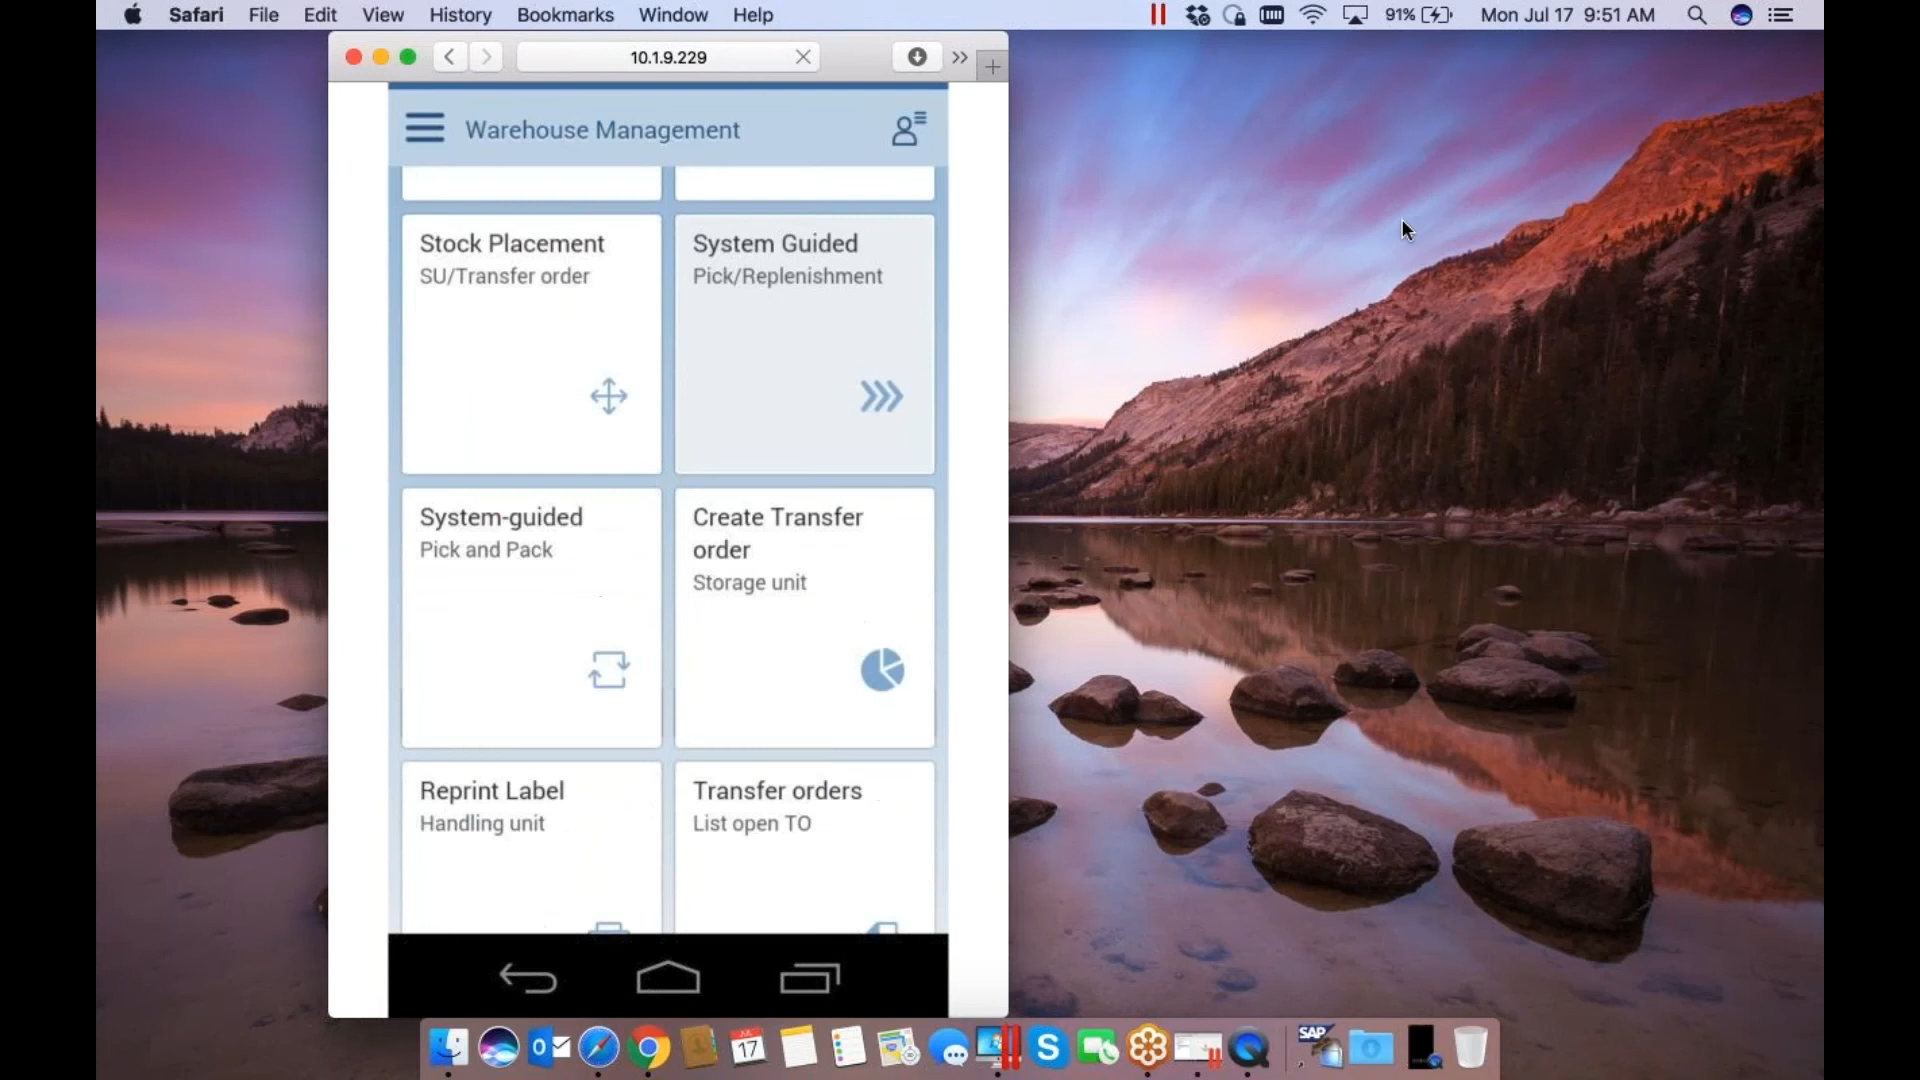 Safari File Edit View History Bookmarks Window Help 91% Mon Jul 17 9:51 AM
10.1.9.229
Warehouse Management
Stock Placement
SU/Transfer order
System Guided
Pick/Replenishment
System-guided
Pick and Pack
Create Transfer
order
Storage unit
Reprint Label
Handling unit
Transfer orders
List open TO
17
SAP